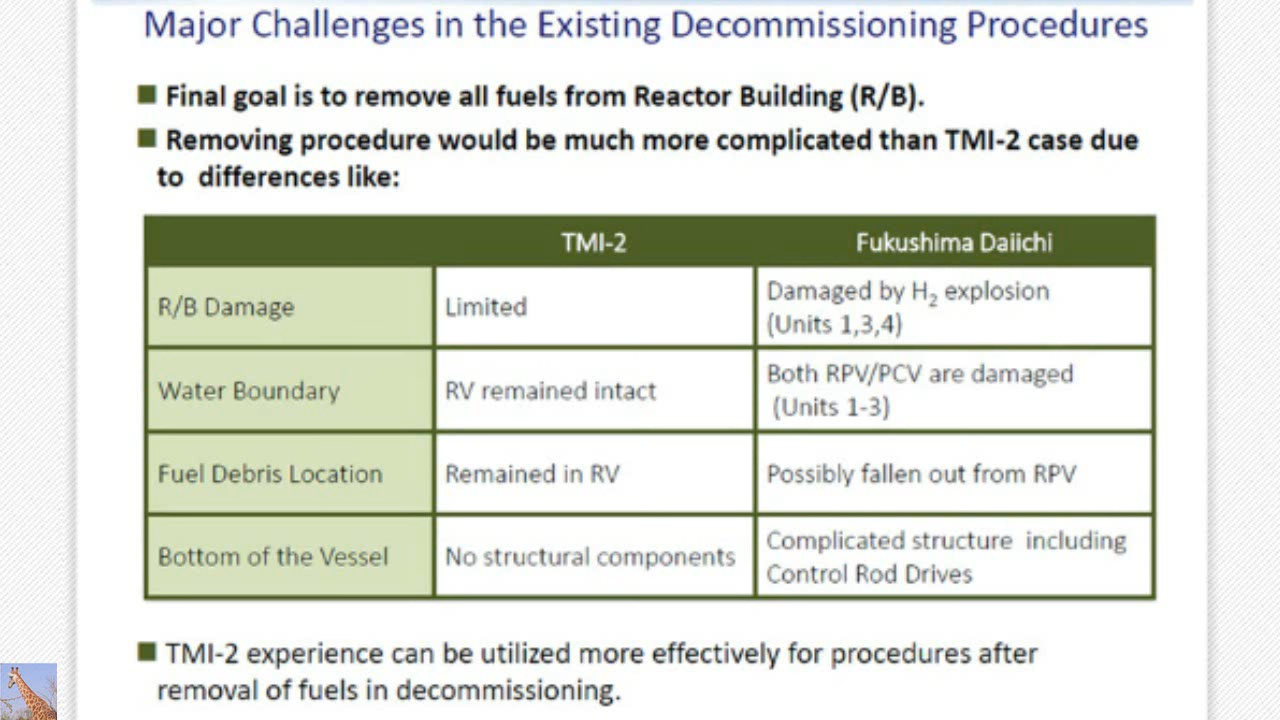 Major Challenges in the Existing Decommissioning Procedures
Final goal is to remove all fuels from Reactor Building (R/B).
Removing procedure would be much more complicated than TMI-2 case due
to differences like:
TMI-2
Fukushima Daiichi
R/B Damage
Limited
Damaged by H₂ explosion
(Units 1,3,4)
Water Boundary
RV remained intact
Both RPV/PCV are damaged
(Units 1-3)
Fuel Debris Location
Remained in RV
Possibly fallen out from RPV
Bottom of the Vessel
No structural components
Complicated structure including
Control Rod Drives
TMI-2 experience can be utilized more effectively for procedures after
removal of fuels in decommissioning.